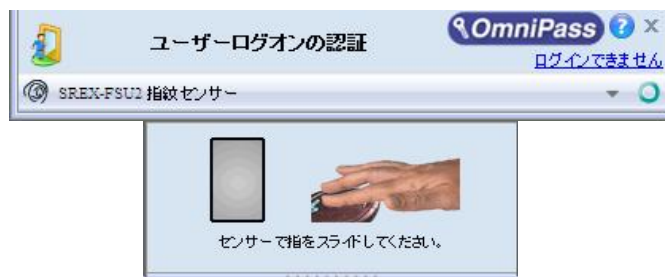 ユーザーログオンの認証
OmniPass
ログインできません
SREX-FSU2 指紋センサー
センサーで指をスライドしてください。